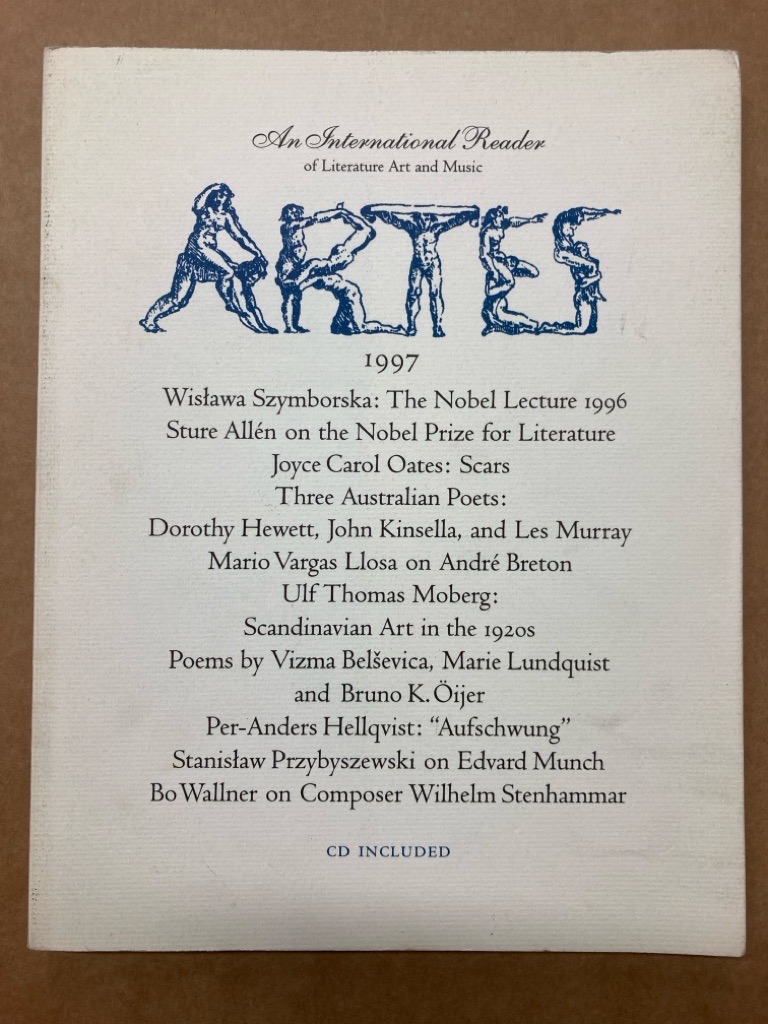 An International Reader
of Literature Art and Music
ARTES
1997
Wisława Szymborska: The Nobel Lecture 1996
Sture Allén on the Nobel Prize for Literature
Joyce Carol Oates: Scars
Three Australian Poets:
Dorothy Hewett, John Kinsella, and Les Murray
Mario Vargas Llosa on André Breton
Ulf Thomas Moberg:
Scandinavian Art in the 1920s
Poems by Vizma Belševica, Marie Lundquist
and Bruno K. Öijer
Per-Anders Hellqvist: “Aufschwung”
Stanisław Przybyszewski on Edvard Munch
Bo Wallner on Composer Wilhelm Stenhammar
CD INCLUDED